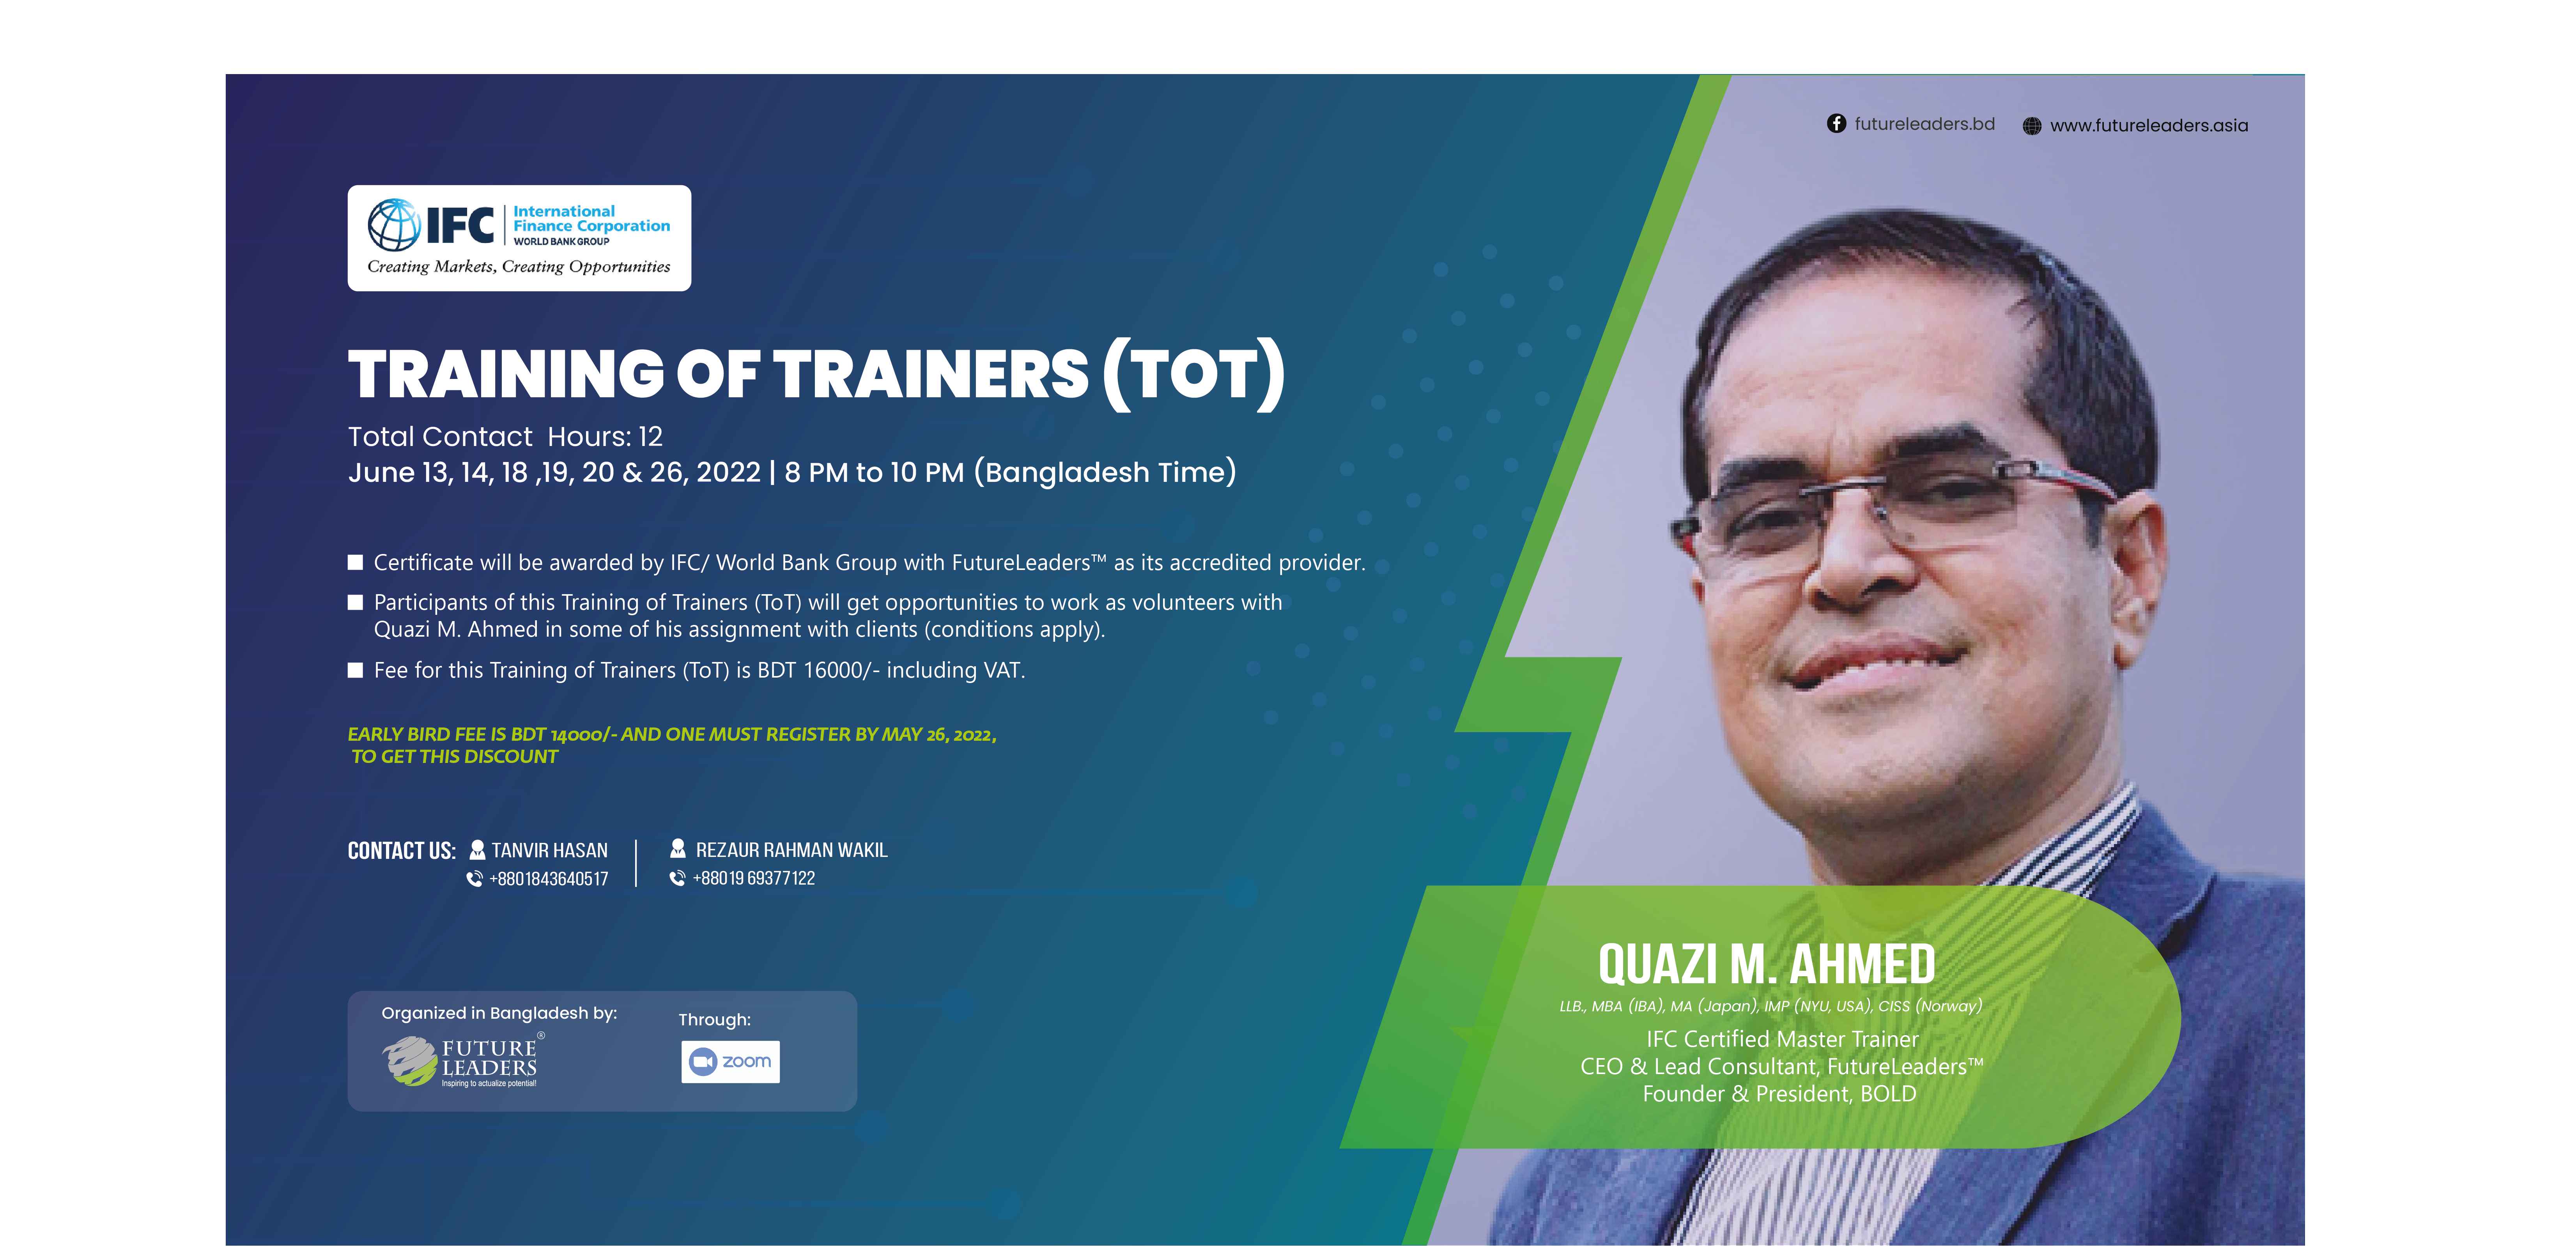 futureleaders.bd
www.futureleaders.asia
IFC
International
Finance Corporation
WORLD BANK GROUP
Creating Markets, Creating Opportunities
TRAINING OF TRAINERS (TOT)
Total Contact Hours: 12
June 13, 14, 18 ,19, 20 & 26, 2022 | 8 PM to 10 PM (Bangladesh Time)
Certificate will be awarded by IFC/ World Bank Group with FutureLeaders™ as its accredited provider.
Participants of this Training of Trainers (ToT) will get opportunities to work as volunteers with
Quazi M. Ahmed in some of his assignment with clients (conditions apply).
Fee for this Training of Trainers (ToT) is BDT 16000/- including VAT.
EARLY BIRD FEE IS BDT 14000/- AND ONE MUST REGISTER BY MAY 26, 2022,
TO GET THIS DISCOUNT
CONTACT US:
TANVIR HASAN
+8801843640517
REZAUR RAHMAN WAKIL
+88019 69377122
Organized in Bangladesh by:
FUTURE ®
LEADERS
Inspiring to actualize potential!
Through:
zoom
QUAZI M. AHMED
LLB., MBA (IBA), MA (Japan), IMP (NYU, USA), CISS (Norway)
IFC Certified Master Trainer
CEO & Lead Consultant, FutureLeaders™
Founder & President, BOLD